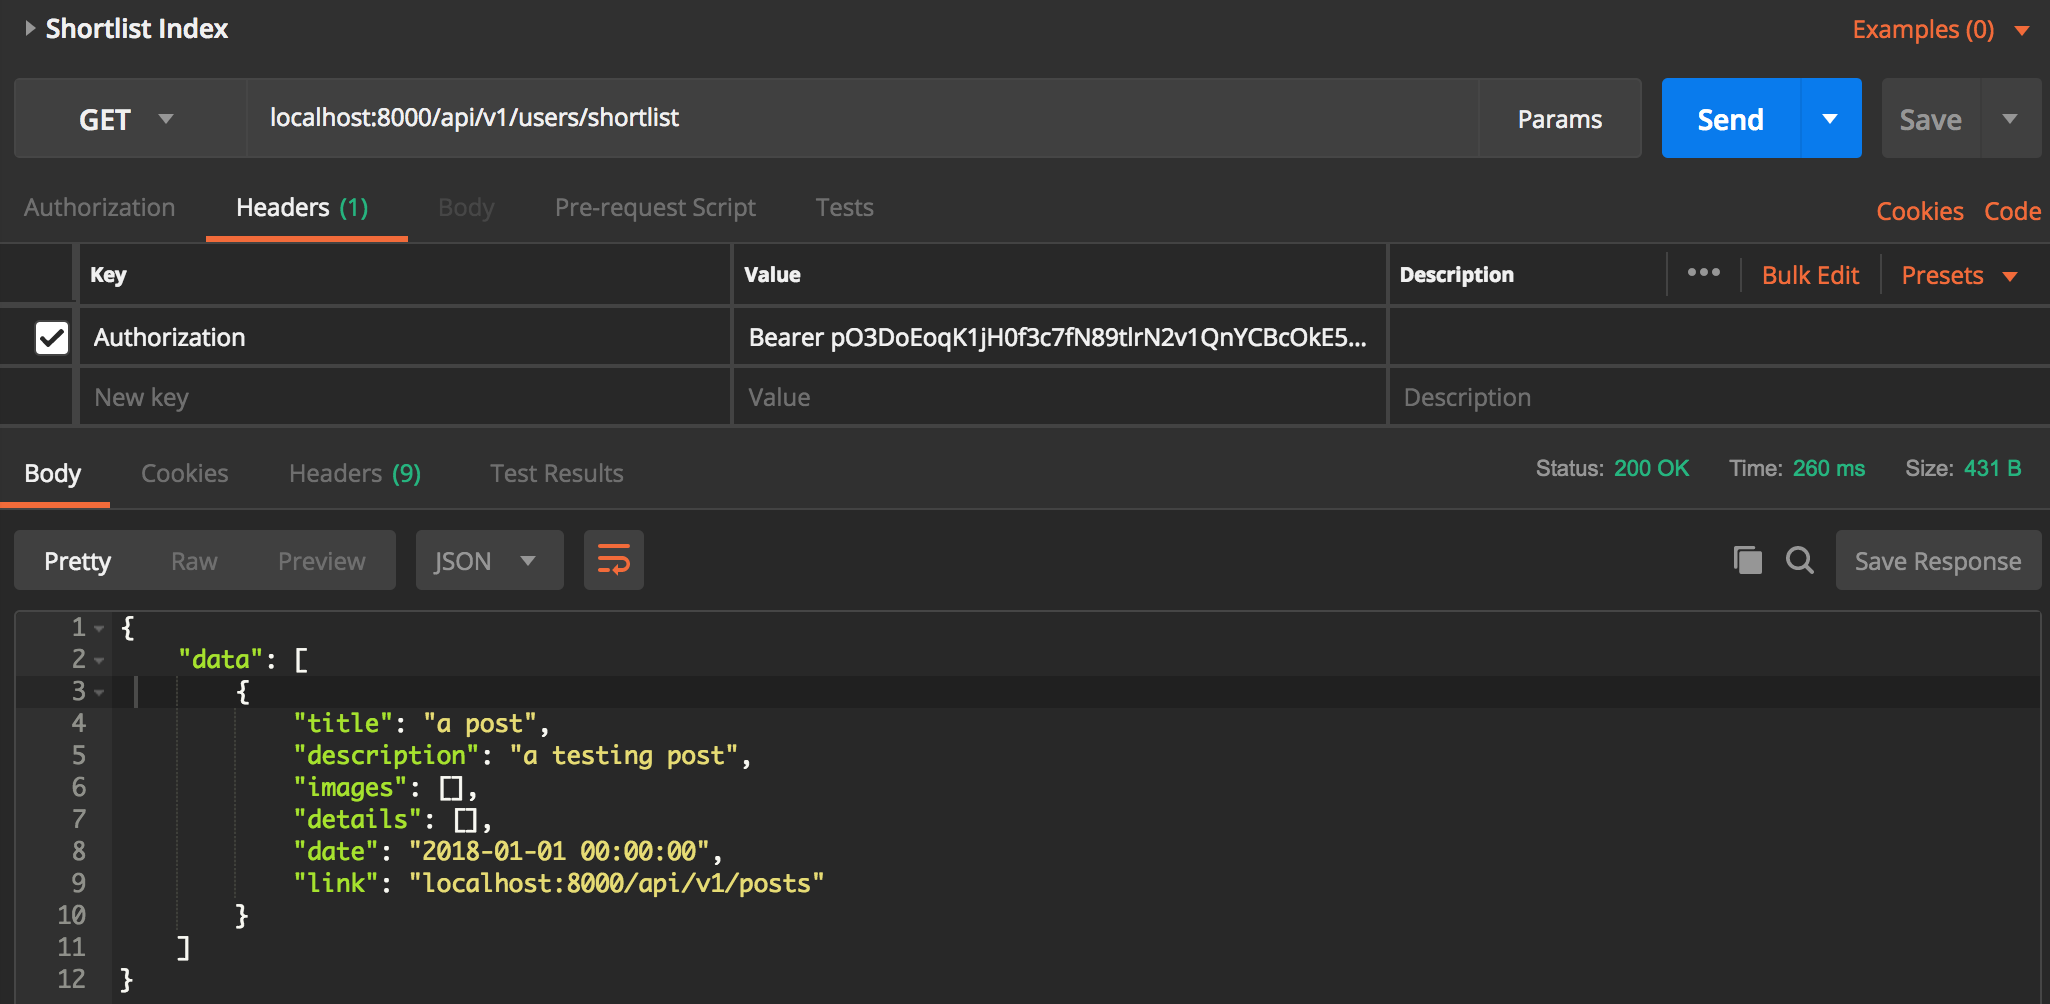 Shortlist Index
Examples (0)
GET localhost:8000/api/v1/users/shortlist Params Send Save
Authorization Headers (1) Body Pre-request Script Tests Cookies Code
Key Value Description ••• Bulk Edit Presets
Authorization Bearer pO3DoEoqK1jH0f3c7fN89tlrN2v1QnYCBcOkE5...
New key Value Description
Body Cookies Headers (9) Test Results Status: 200 OK Time: 260 ms Size: 431 B
Pretty Raw Preview JSON Save Response
1 {
2 "data": [
3 {
4 "title": "a post",
5 "description": "a testing post",
6 "images": [],
7 "details": [],
8 "date": "2018-01-01 00:00:00",
9 "link": "localhost:8000/api/v1/posts"
10 }
11 ]
12 }